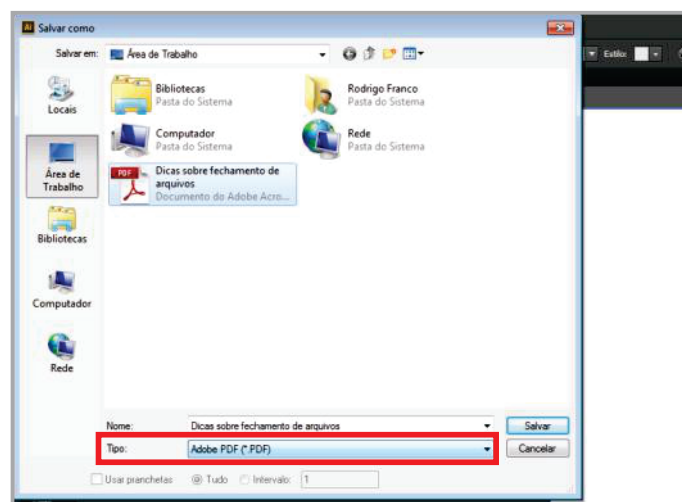 Ai Salvar como
Salvar em: Área de Trabalho
Estilo:
Locais
Área de
Trabalho
Bibliotecas
Computador
Rede
Bibliotecas
Pasta do Sistema
Rodrigo Franco
Pasta do Sistema
Computador
Pasta do Sistema
Rede
Pasta do Sistema
PDF
Dicas sobre fechamento de
arquivos
Documento do Adobe Acro...
Nome: Dicas sobre fechamento de arquivos
Salvar
Tipo: Adobe PDF (*.PDF)
Cancelar
Usar pranchetas Tudo Intervalo: 1